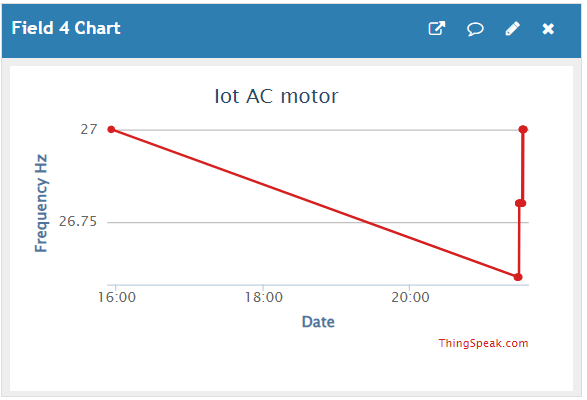 Field 4 Chart
Iot AC motor
27
26.75
Frequency Hz
16:00
18:00
20:00
Date
ThingSpeak.com